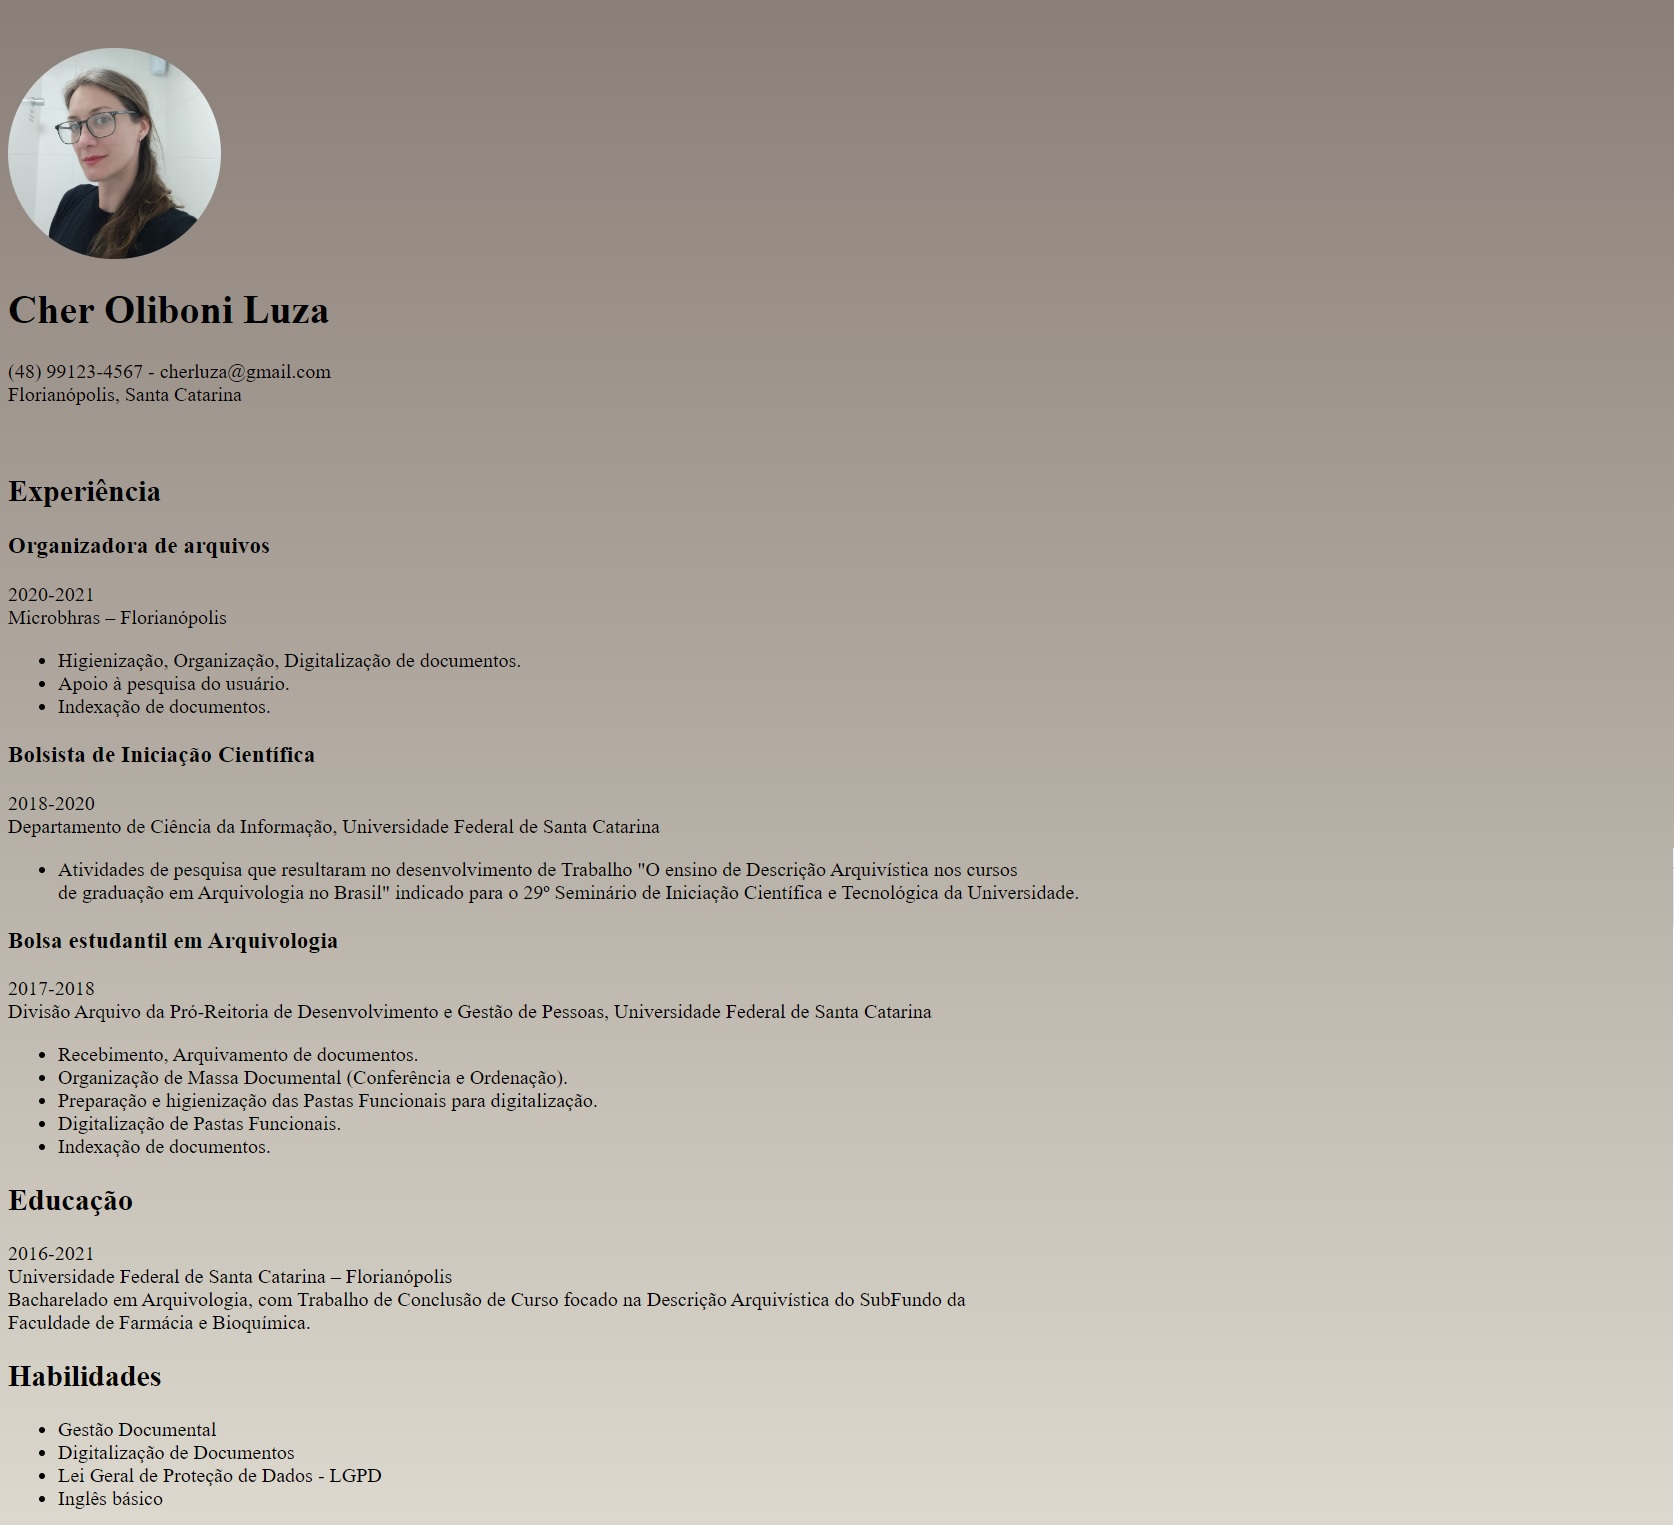 Cher Oliboni Luza
(48) 99123-4567 - cherluza@gmail.com
Florianópolis, Santa Catarina
Experiência
Organizadora de arquivos
2020-2021
Microbhras – Florianópolis
• Higienização, Organização, Digitalização de documentos.
• Apoio à pesquisa do usuário.
• Indexação de documentos.
Bolsista de Iniciação Científica
2018-2020
Departamento de Ciência da Informação, Universidade Federal de Santa Catarina
• Atividades de pesquisa que resultaram no desenvolvimento de Trabalho "O ensino de Descrição Arquivística nos cursos
de graduação em Arquivologia no Brasil" indicado para o 29º Seminário de Iniciação Científica e Tecnológica da Universidade.
Bolsa estudantil em Arquivologia
2017-2018
Divisão Arquivo da Pró-Reitoria de Desenvolvimento e Gestão de Pessoas, Universidade Federal de Santa Catarina
• Recebimento, Arquivamento de documentos.
• Organização de Massa Documental (Conferência e Ordenação).
• Preparação e higienização das Pastas Funcionais para digitalização.
• Digitalização de Pastas Funcionais.
• Indexação de documentos.
Educação
2016-2021
Universidade Federal de Santa Catarina – Florianópolis
Bacharelado em Arquivologia, com Trabalho de Conclusão de Curso focado na Descrição Arquivística do SubFundo da
Faculdade de Farmácia e Bioquímica.
Habilidades
• Gestão Documental
• Digitalização de Documentos
• Lei Geral de Proteção de Dados - LGPD
• Inglês básico